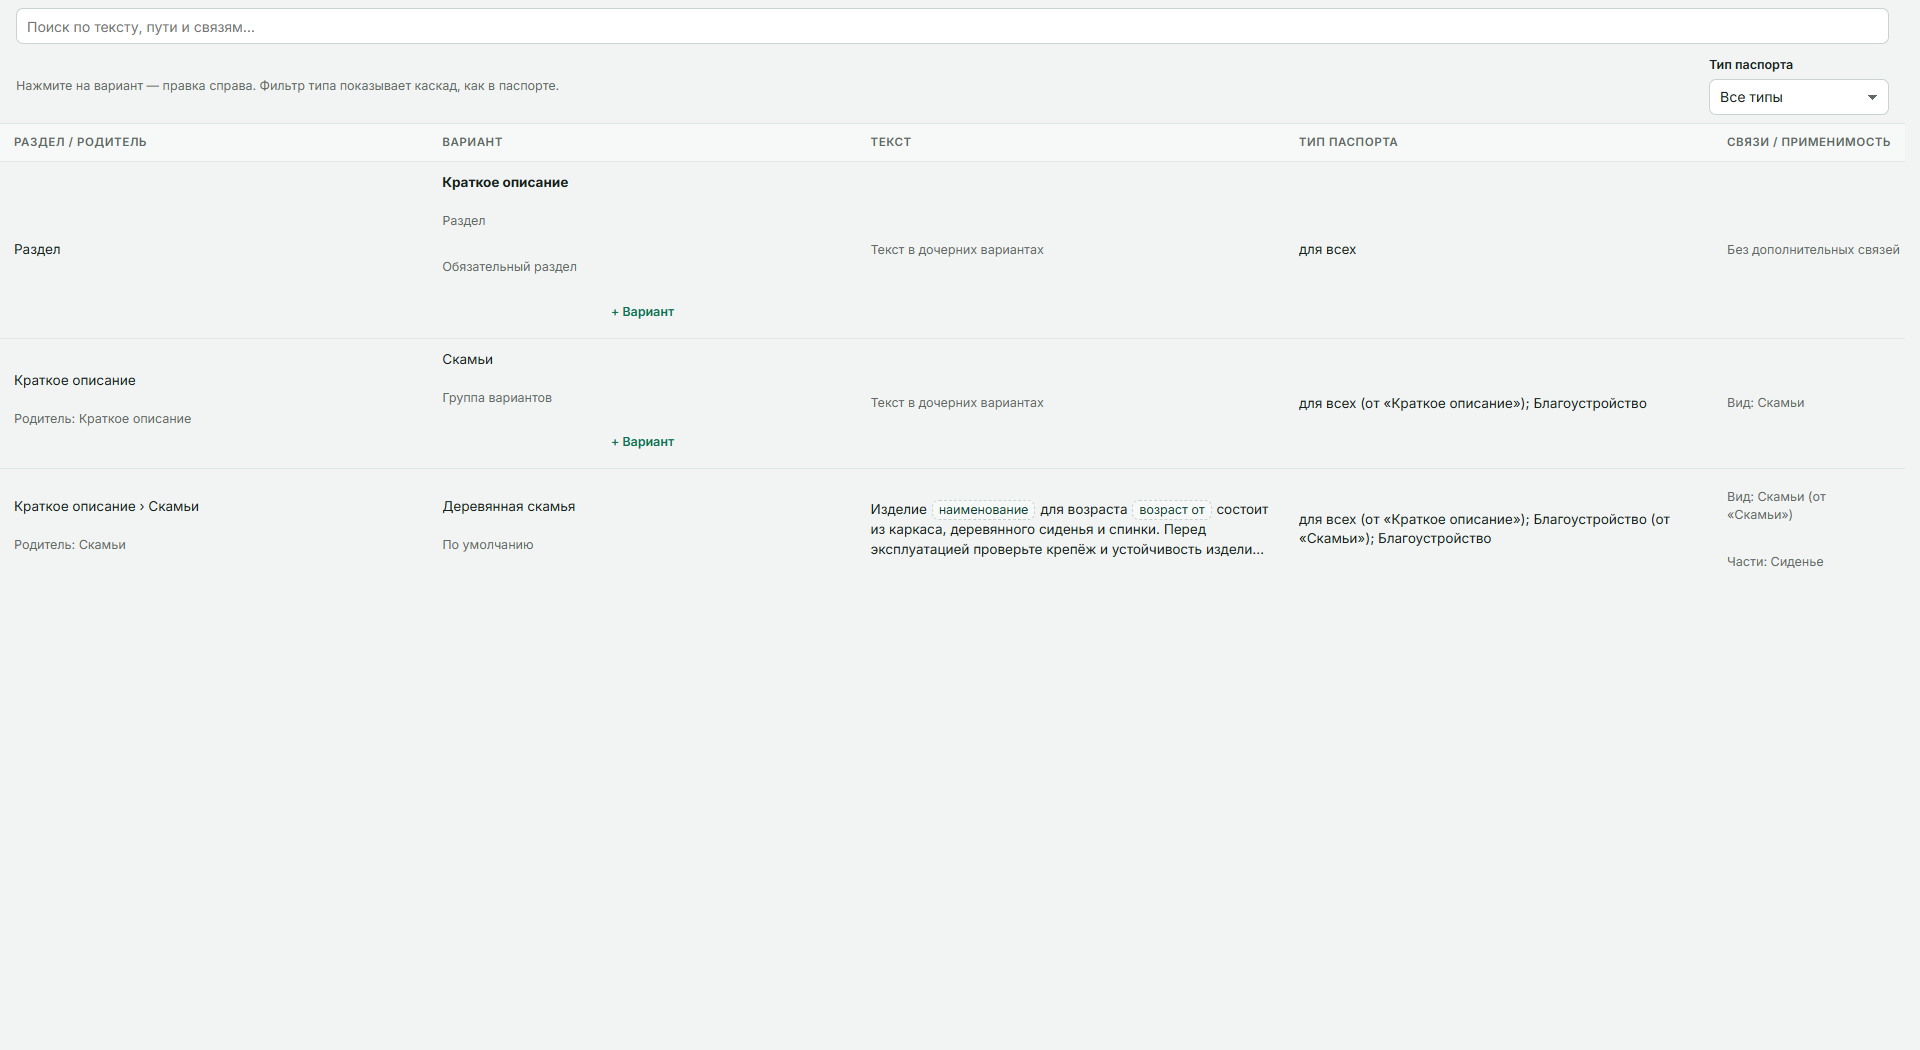 Поиск по тексту, пути и связям...
Тип паспорта
Нажмите на вариант — правка справа. Фильтр типа показывает каскад, как в паспорте.
Все типы
РАЗДЕЛ / РОДИТЕЛЬ ВАРИАНТ ТЕКСТ ТИП ПАСПОРТА СВЯЗИ / ПРИМЕНИМОСТЬ
Раздел
Краткое описание
Раздел
Обязательный раздел
+ Вариант
Текст в дочерних вариантах
для всех
Без дополнительных связей
Краткое описание
Родитель: Краткое описание
Скамьи
Группа вариантов
+ Вариант
Текст в дочерних вариантах
для всех (от «Краткое описание»); Благоустройство
Вид: Скамьи
Краткое описание › Скамьи
Родитель: Скамьи
Деревянная скамья
По умолчанию
Изделие наименование для возраста возраст от состоит
из каркаса, деревянного сиденья и спинки. Перед
эксплуатацией проверьте крепёж и устойчивость издели...
для всех (от «Краткое описание»); Благоустройство (от
«Скамьи»); Благоустройство
Вид: Скамьи (от
«Скамьи»)
Части: Сиденье